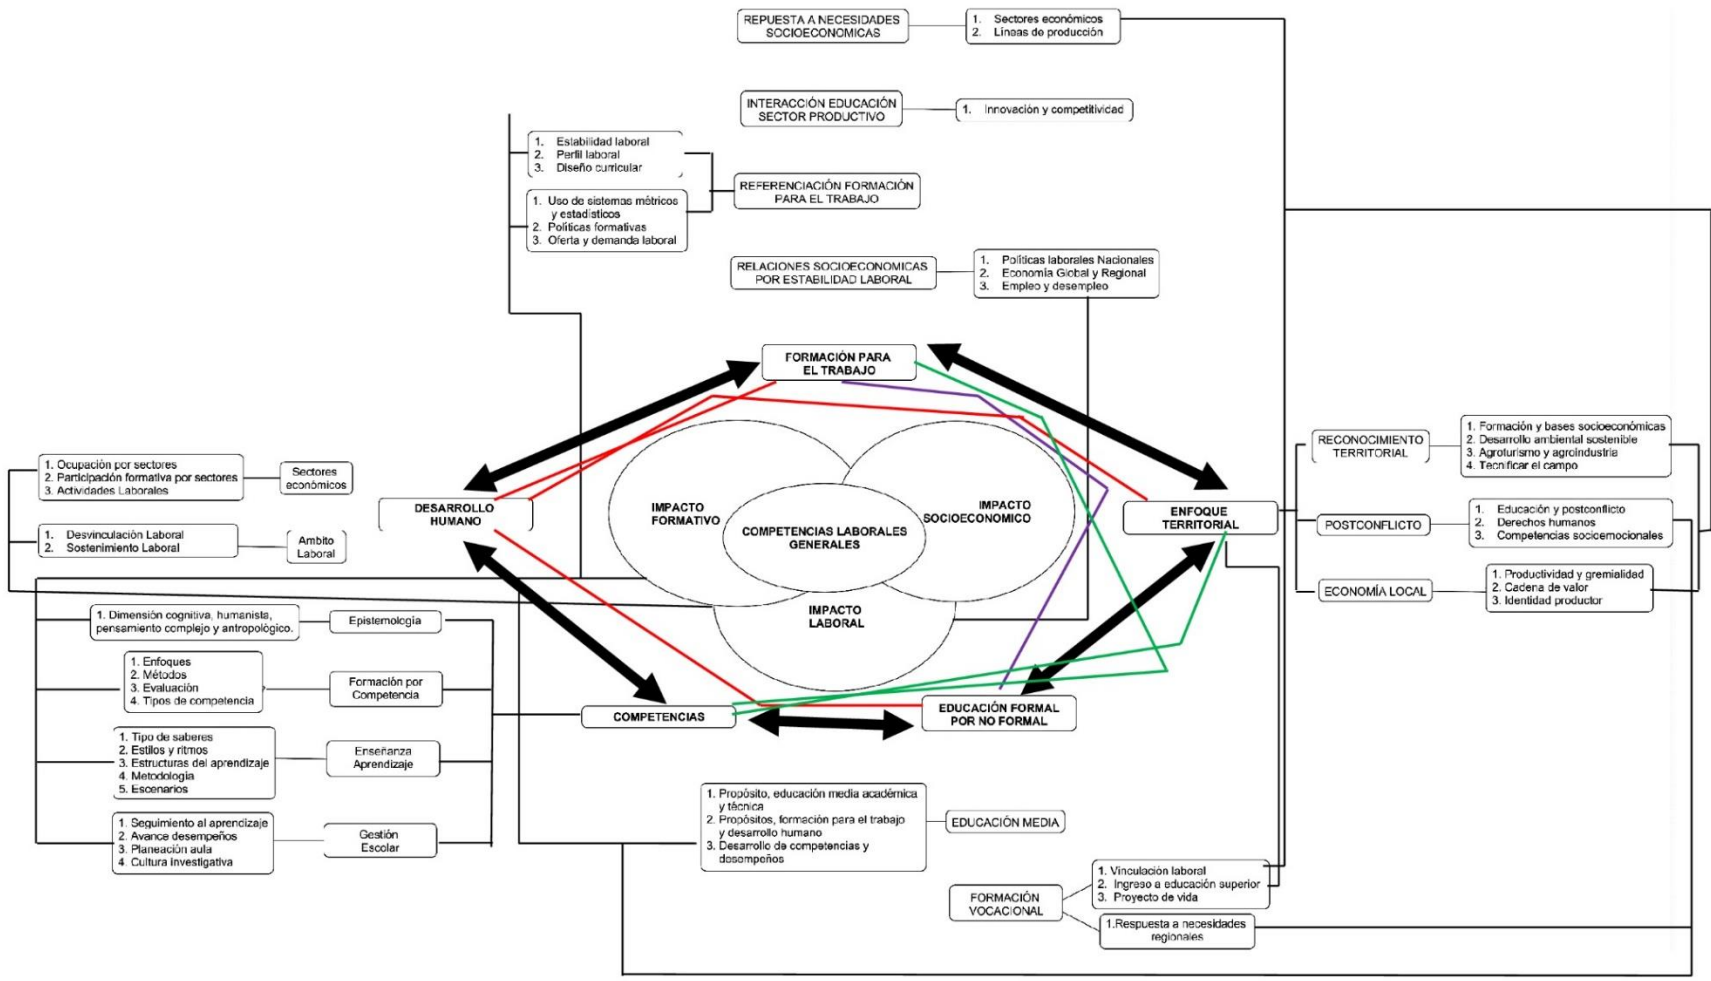 REPUESTA A NECESIDADES
SOCIOECONOMICAS
1. Sectores económicos
2. Líneas de producción
INTERACCIÓN EDUCACIÓN
SECTOR PRODUCTIVO
1. Innovación y competitividad
1. Estabilidad laboral
2. Perfil laboral
3. Diseño curricular
REFERENCIACIÓN FORMACIÓN
PARA EL TRABAJO
1. Uso de sistemas métricos
y estadísticos
2. Políticas formativas
3. Oferta y demanda laboral
RELACIONES SOCIOECONOMICAS
POR ESTABILIDAD LABORAL
1. Políticas laborales Nacionales
2. Economía Global y Regional
3. Empleo y desempleo
FORMACIÓN PARA
EL TRABAJO
1. Ocupación por sectores
2. Participación formativa por sectores
3. Actividades Laborales
Sectores
económicos
1. Desvinculación Laboral
2. Sostenimiento Laboral
Ambito
Laboral
DESARROLLO
HUMANO
IMPACTO
FORMATIVO
IMPACTO
SOCIOECONOMICO
COMPETENCIAS LABORALES
GENERALES
IMPACTO
LABORAL
ENFOQUE
TERRITORIAL
RECONOCIMIENTO
TERRITORIAL
1. Formación y bases socioeconómicas
2. Desarrollo ambiental sostenible
3. Agroturismo y agroindustria
4. Tecnificar el campo
POSTCONFLICTO
1. Educación y postconflicto
2. Derechos humanos
3. Competencias socioemocionales
ECONOMÍA LOCAL
1. Productividad y gremialidad
2. Cadena de valor
3. Identidad productor
1. Dimensión cognitiva, humanista,
pensamiento complejo y antropológico.
Epistemología
1. Enfoques
2. Métodos
3. Evaluación
4. Tipos de competencia
Formación por
Competencia
1. Tipo de saberes
2. Estilos y ritmos
3. Estructuras del aprendizaje
4. Metodología
5. Escenarios
Enseñanza
Aprendizaje
1. Seguimiento al aprendizaje
2. Avance desempeños
3. Planeación aula
4. Cultura investigativa
Gestión
Escolar
COMPETENCIAS
EDUCACIÓN FORMAL
POR NO FORMAL
1. Propósito, educación media académica
y técnica
2. Propósitos, formación para el trabajo
y desarrollo humano
3. Desarrollo de competencias y
desempeños
EDUCACIÓN MEDIA
FORMACIÓN
VOCACIONAL
1. Vinculación laboral
2. Ingreso a educación superior
3. Proyecto de vida
1.Respuesta a necesidades
regionales